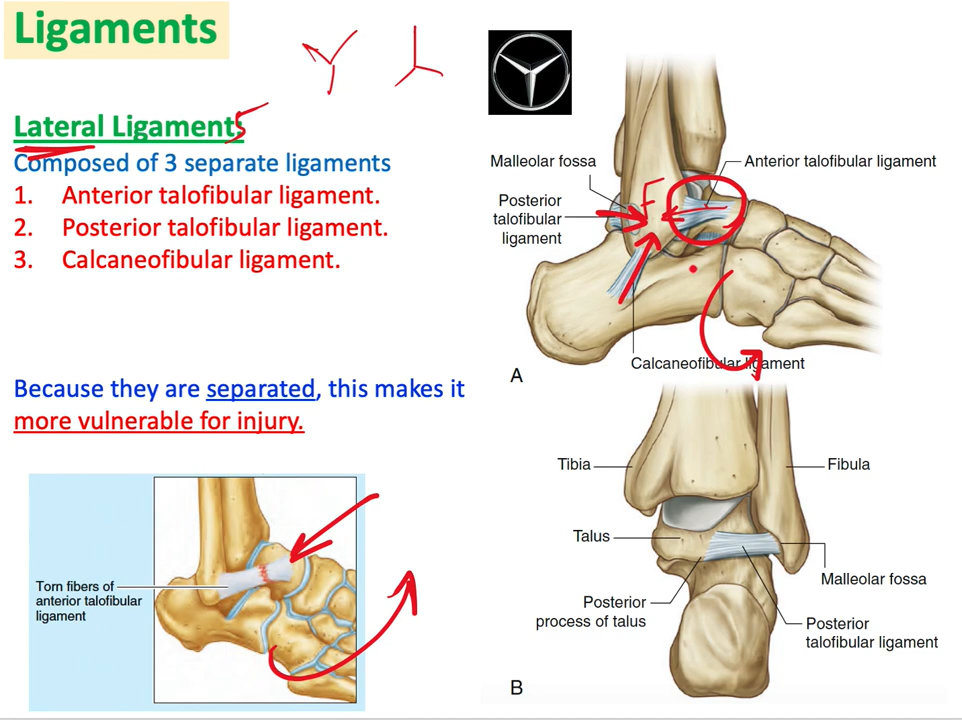 Ligaments
Lateral Ligaments
Composed of 3 separate ligaments
1. Anterior talofibular ligament.
2. Posterior talofibular ligament.
3. Calcaneofibular ligament.
Because they are separated, this makes it
more vulnerable for injury.
Torn fibers of
anterior talofibular
ligament
Malleolar fossa
Anterior talofibular ligament
Posterior
talofibular
ligament
F
Calcaneofibular ligament
A
Tibia
Fibula
Talus
Malleolar fossa
Posterior
process of talus
Posterior
talofibular ligament
B